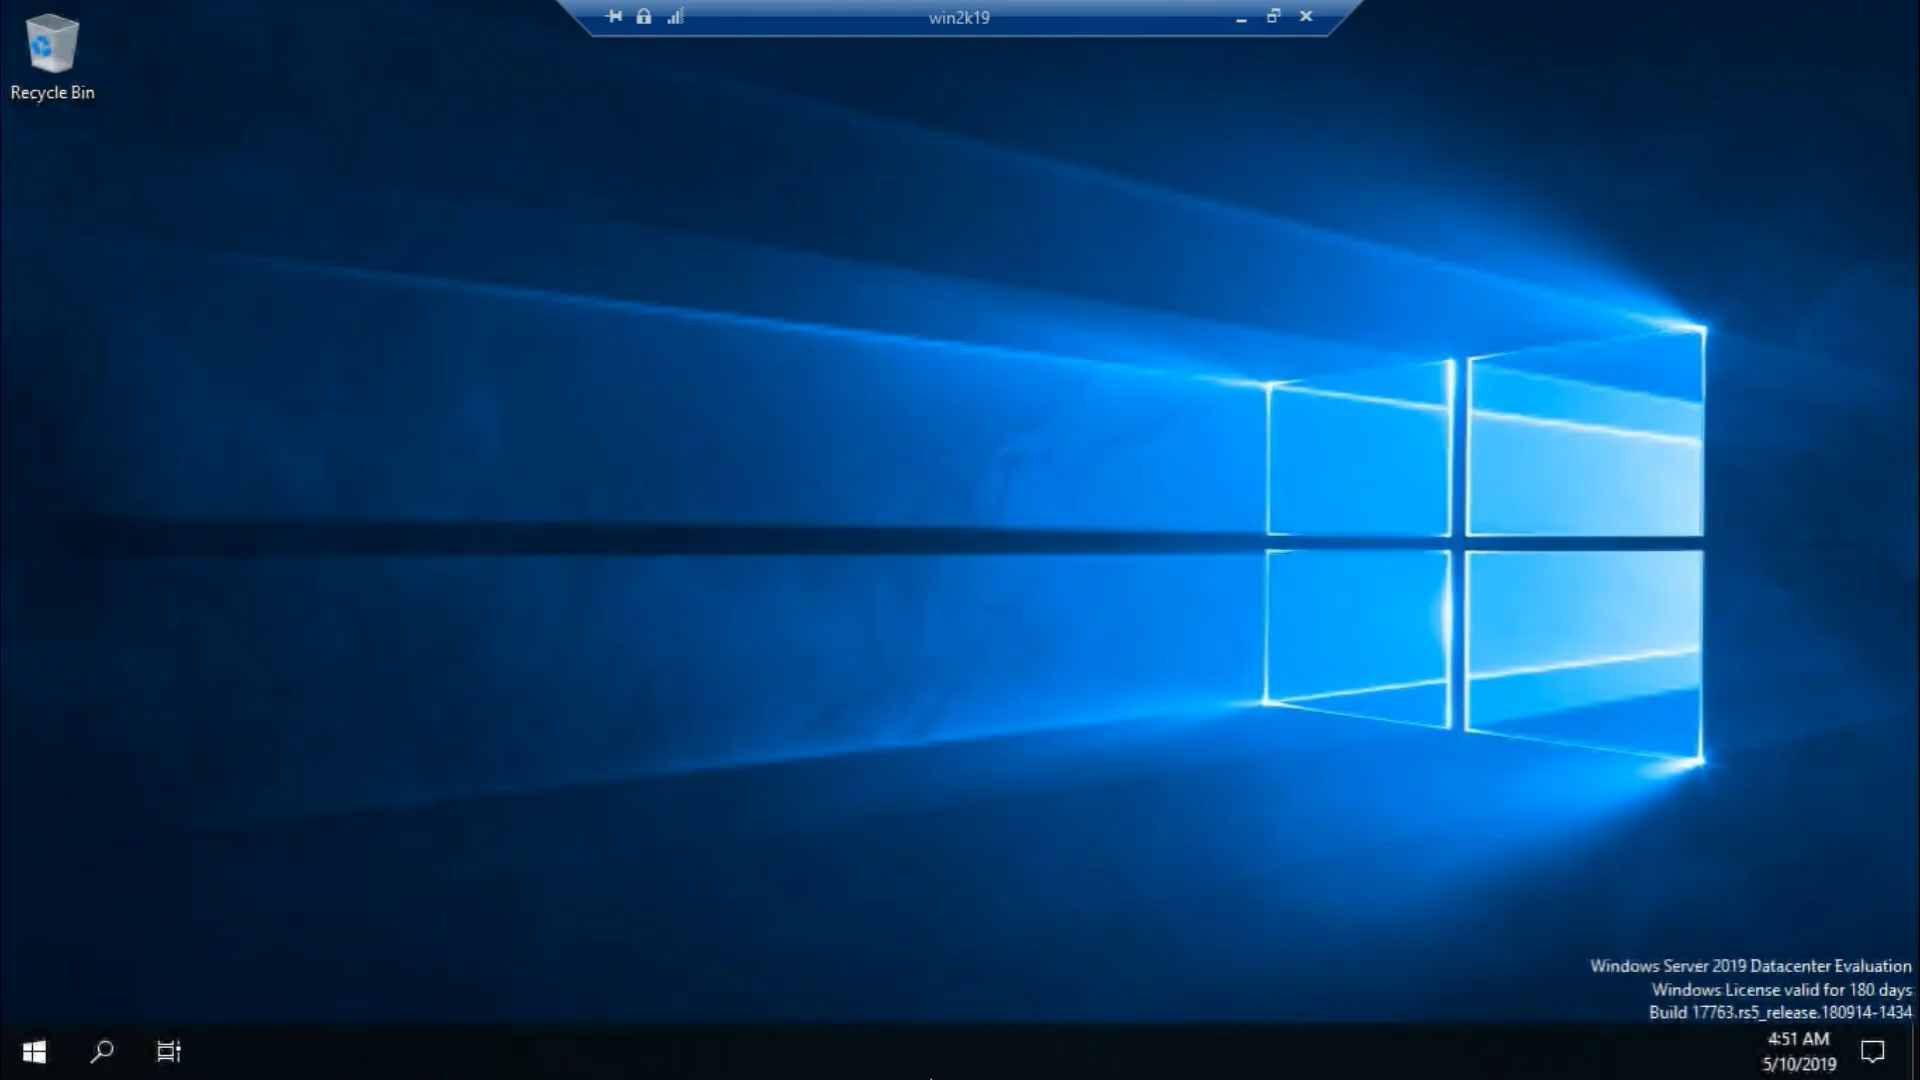 win2k19
Recycle Bin
Windows Server 2019 Datacenter Evaluation
Windows License valid for 180 days
Build 17763.rs5_release.180914-1434
4:51 AM
5/10/2019